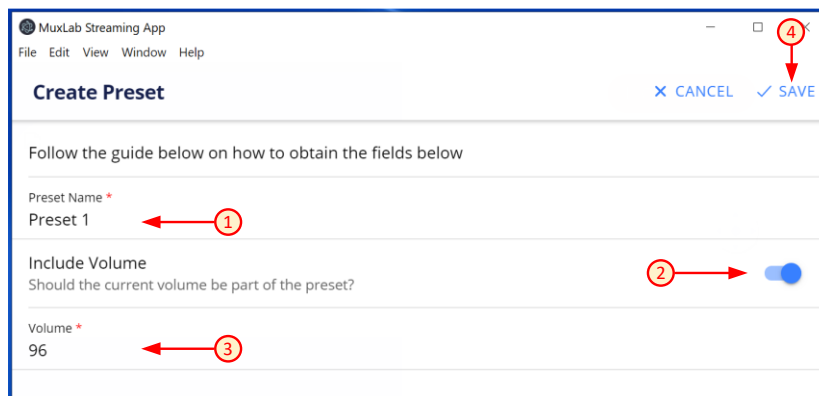 MuxLab Streaming App
4
File Edit View Window Help
Create Preset
CANCEL SAVE
Follow the guide below on how to obtain the fields below
Preset Name *
Preset 1
1
Include Volume
Should the current volume be part of the preset?
2
Volume *
96
3